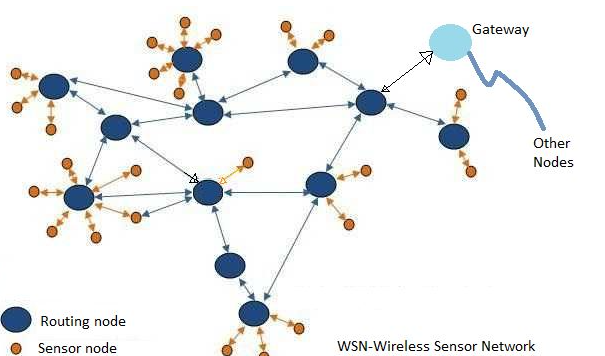 Gateway
Other
Nodes
Routing node
Sensor node
WSN-Wireless Sensor Network